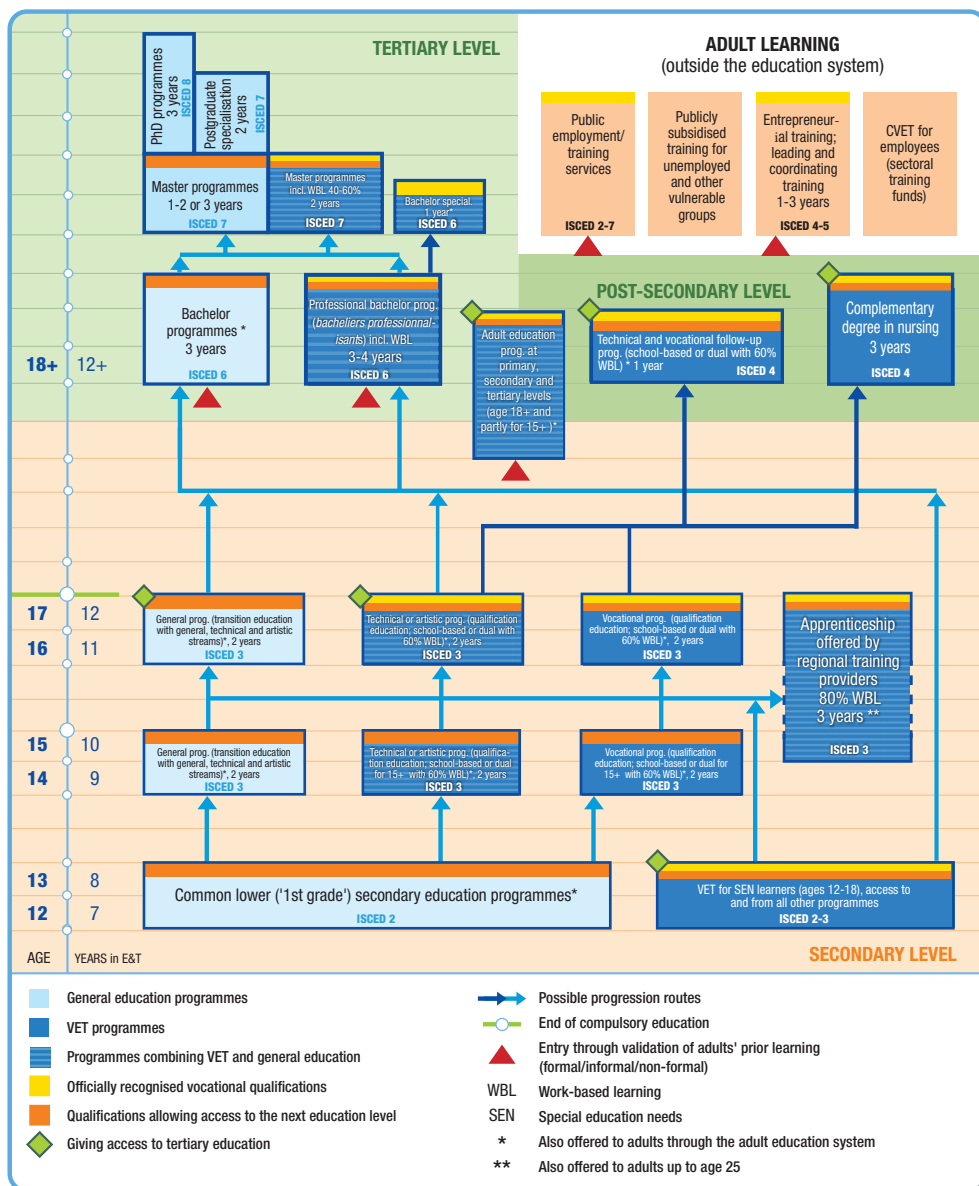 TERTIARY LEVEL
ADULT LEARNING
(outside the education system)
PhD programmes
3 years
ISCED 8
Postgraduate
specialisation
2 years
ISCED 7
Public
employment/
training
services
ISCED 2-7
Publicly
subsidised
training for
unemployed
and other
vulnerable
groups
Entrepreneur-
ial training;
leading and
coordinating
training
1-3 years
ISCED 4-5
CVET for
employees
(sectoral
training
funds)
Master programmes
1-2 or 3 years
ISCED 7
Master programmes
incl. WBL 40-60%
2 years
ISCED 7
Bachelor special.
1 year*
ISCED 6
POST-SECONDARY LEVEL
Bachelor
programmes *
3 years
ISCED 6
Professional bachelor prog.
(bacheliers professionnal-
isants) incl. WBL
3-4 years
ISCED 6
Adult education
prog. at
primary,
secondary and
tertiary levels
(age 18+ and
partly for 15+ )*
Technical and vocational follow-up
prog. (school-based or dual with 60%
WBL) * 1 year
ISCED 4
Complementary
degree in nursing
3 years
ISCED 4
18+ 12+
17 12
16 11
General prog. (transition education
with general, technical and artistic
streams)*, 2 years
ISCED 3
Technical or artistic prog. (qualification
education; school-based or dual with
60% WBL)*, 2 years
ISCED 3
Vocational prog. (qualification
education; school-based or dual with
60% WBL)*, 2 years
ISCED 3
Apprenticeship
offered by
regional training
providers
80% WBL
3 years **
ISCED 3
15 10
14 9
General prog. (transition education
with general, technical and artistic
streams)*, 2 years
ISCED 3
Technical or artistic prog. (qualifica-
tion education; school-based or dual
for 15+ with 60% WBL)*, 2 years
ISCED 3
Vocational prog. (qualification
education; school-based or dual for
15+ with 60% WBL)*, 2 years
ISCED 3
13 8
12 7
Common lower ('1st grade') secondary education programmes*
ISCED 2
VET for SEN learners (ages 12-18), access to
and from all other programmes
ISCED 2-3
AGE YEARS in E&T
SECONDARY LEVEL
General education programmes
VET programmes
Programmes combining VET and general education
Officially recognised vocational qualifications
Qualifications allowing access to the next education level
Giving access to tertiary education
Possible progression routes
End of compulsory education
Entry through validation of adults' prior learning
(formal/informal/non-formal)
WBL Work-based learning
SEN Special education needs
* Also offered to adults through the adult education system
** Also offered to adults up to age 25